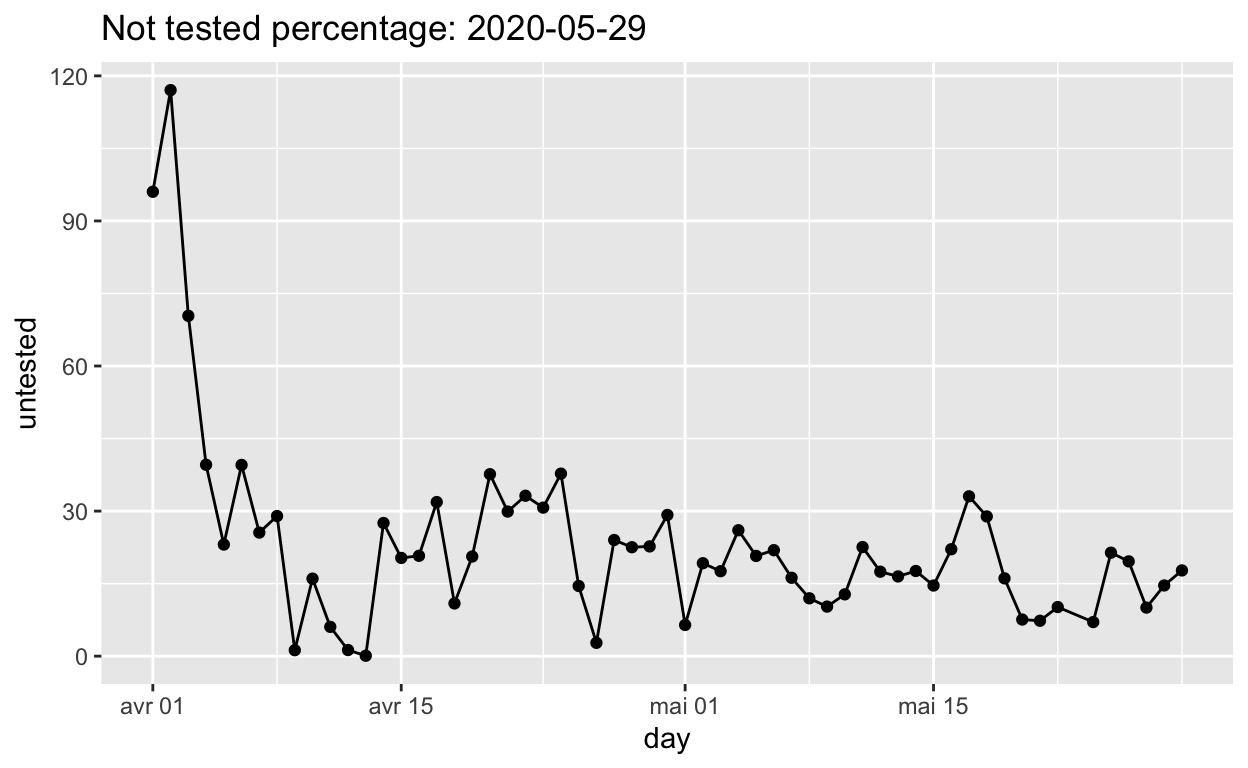 Not tested percentage: 2020-05-29
120
90
60
30
0
untested
avr 01
avr 15
mai 01
mai 15
day